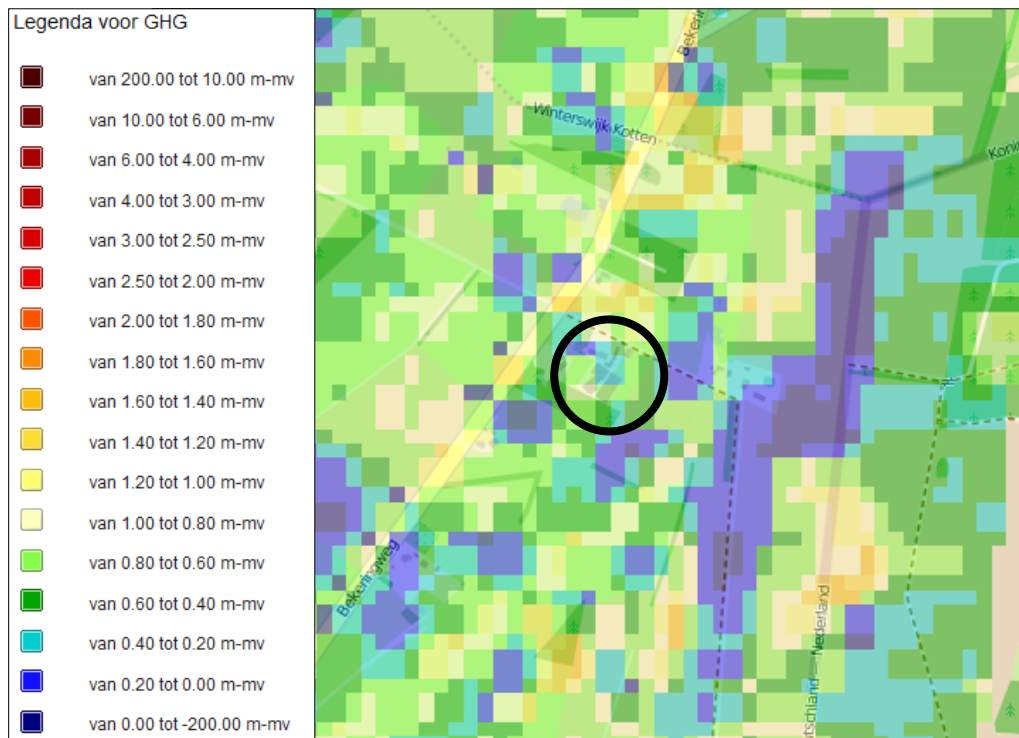 Legenda voor GHG
van 200.00 tot 10.00 m-mv
van 10.00 tot 6.00 m-mv
van 6.00 tot 4.00 m-mv
van 4.00 tot 3.00 m-mv
van 3.00 tot 2.50 m-mv
van 2.50 tot 2.00 m-mv
van 2.00 tot 1.80 m-mv
van 1.80 tot 1.60 m-mv
van 1.60 tot 1.40 m-mv
van 1.40 tot 1.20 m-mv
van 1.20 tot 1.00 m-mv
van 1.00 tot 0.80 m-mv
van 0.80 tot 0.60 m-mv
van 0.60 tot 0.40 m-mv
van 0.40 tot 0.20 m-mv
van 0.20 tot 0.00 m-mv
van 0.00 tot -200.00 m-mv
Bekeri
Winterswijk-Kotten
Koni
Bekeringweg
utschland — Nederland